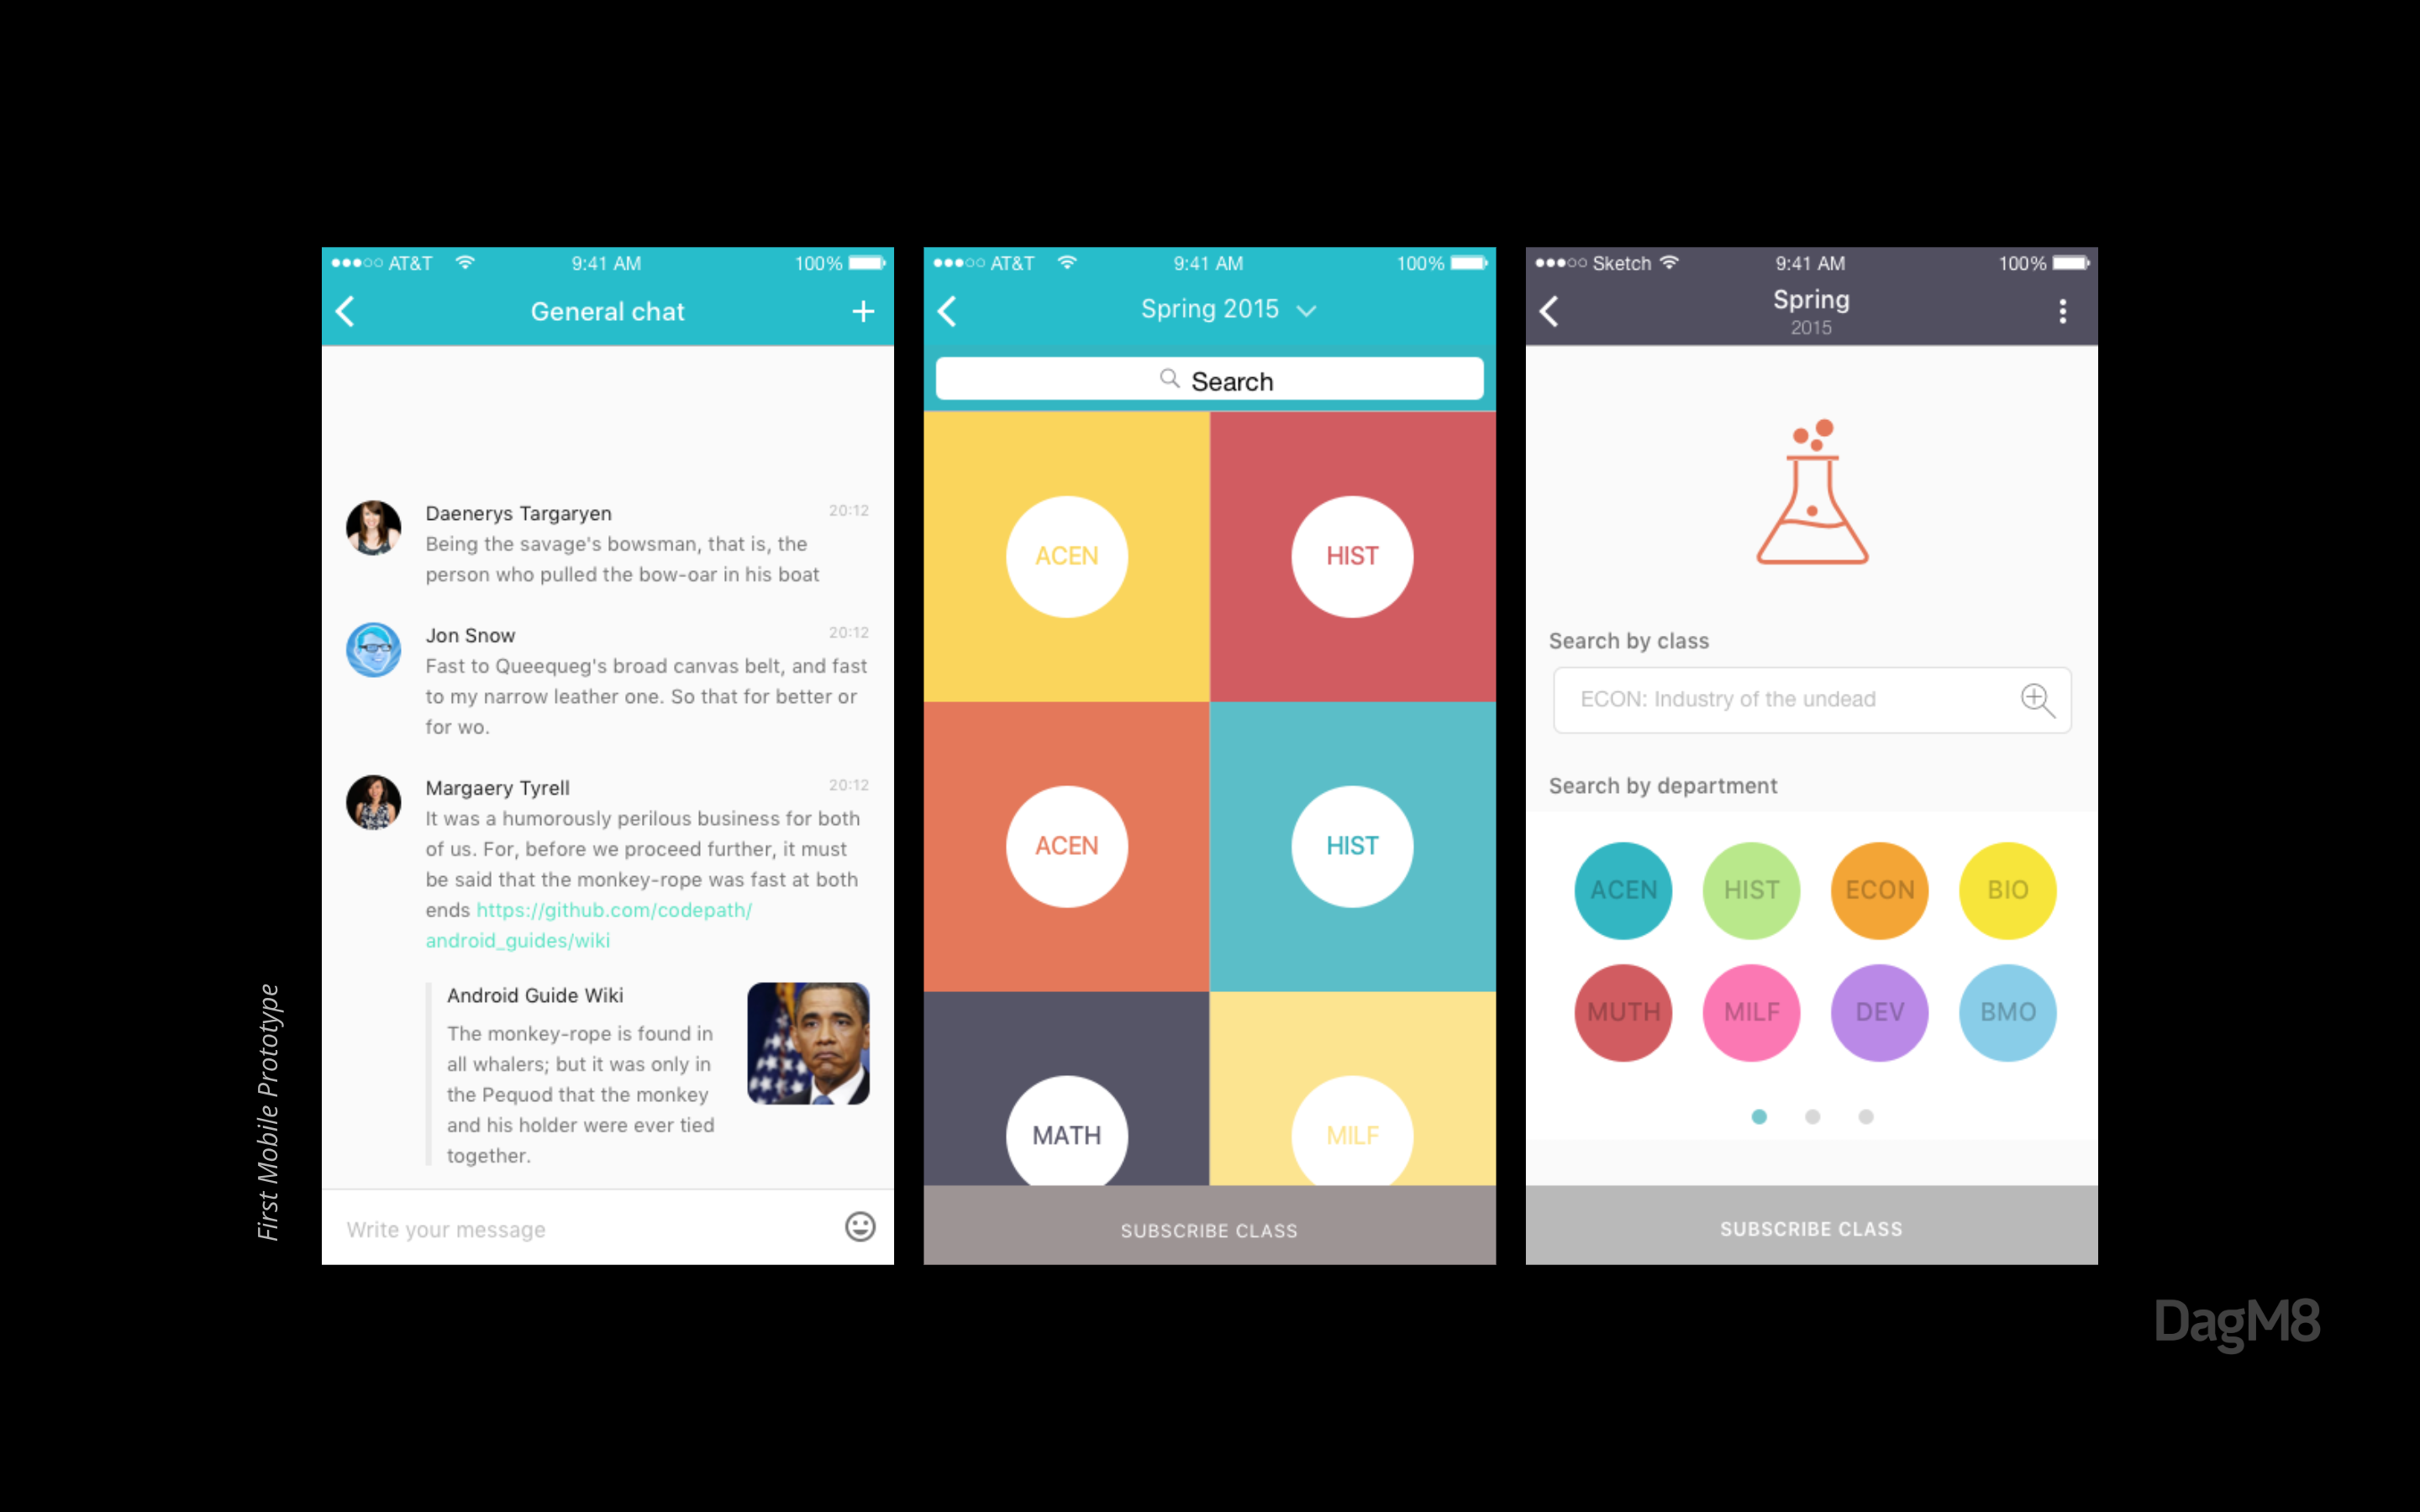 AT&T 9:41 AM 100%
General chat
Daenerys Targaryen 20:12
Being the savage's bowsman, that is, the
person who pulled the bow-oar in his boat
Jon Snow 20:12
Fast to Queequeg's broad canvas belt, and fast
to my narrow leather one. So that for better or
for wo.
Margaery Tyrell 20:12
It was a humorously perilous business for both
of us. For, before we proceed further, it must
be said that the monkey-rope was fast at both
ends https://github.com/codepath/
android_guides/wiki
Android Guide Wiki
The monkey-rope is found in
all whalers; but it was only in
the Pequod that the monkey
and his holder were ever tied
together.
Write your message
AT&T 9:41 AM 100%
Spring 2015
Search
ACEN HIST
ACEN HIST
MATH MILF
SUBSCRIBE CLASS
Sketch 9:41 AM 100%
Spring
2015
Search by class
ECON: Industry of the undead
Search by department
ACEN HIST ECON BIO
MUTH MILF DEV BMO
SUBSCRIBE CLASS
First Mobile Prototype
DagM8